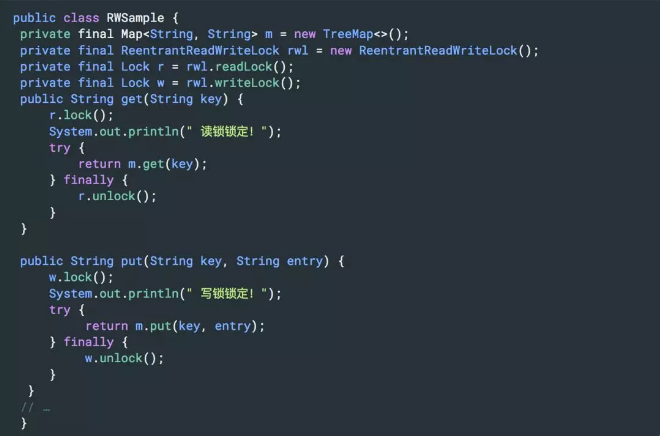 public class RWSample {
 private final Map<String, String> m = new TreeMap<>();
 private final ReentrantReadWriteLock rwl = new ReentrantReadWriteLock();
 private final Lock r = rwl.readLock();
 private final Lock w = rwl.writeLock();
 public String get(String key) {
     r.lock();
     System.out.println(" 读锁锁定! ");
     try {
         return m.get(key);
     } finally {
         r.unlock();
     }
 }

 public String put(String key, String entry) {
     w.lock();
     System.out.println(" 写锁锁定! ");
     try {
          return m.put(key, entry);
     } finally {
          w.unlock();
     }
  }
 // …
 }